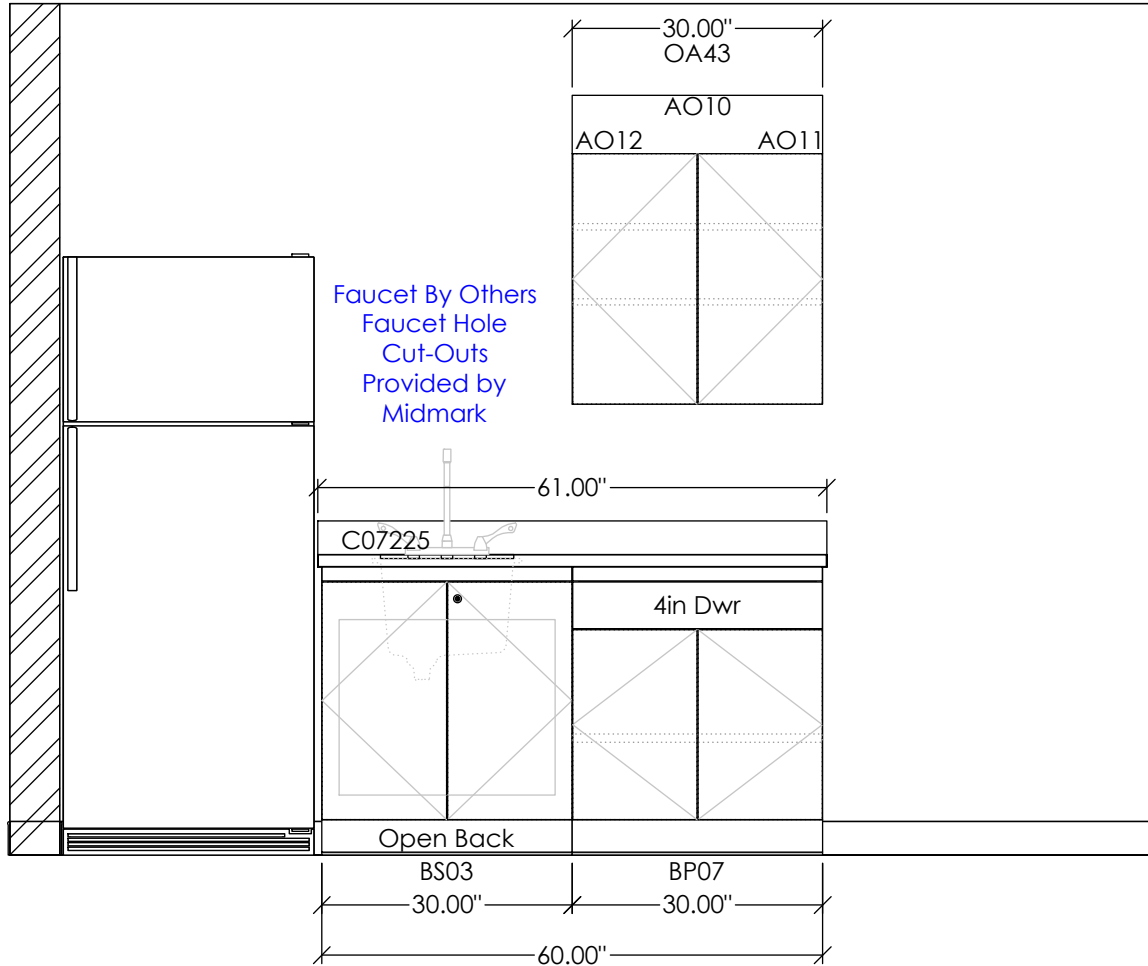 30.00"
OA43
AO10
AO12
AO11
Faucet By Others
Faucet Hole
Cut-Outs
Provided by
Midmark
61.00"
C07225
4in Dwr
Open Back
BS03
BP07
30.00"
30.00"
60.00"